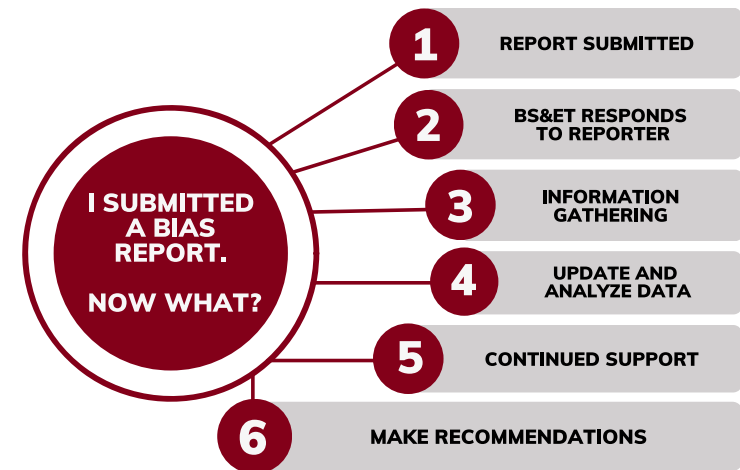 I SUBMITTED
A BIAS
REPORT.
NOW WHAT?
1
REPORT SUBMITTED
2
BS&ET RESPONDS
TO REPORTER
3
INFORMATION
GATHERING
4
UPDATE AND
ANALYZE DATA
5
CONTINUED SUPPORT
6
MAKE RECOMMENDATIONS